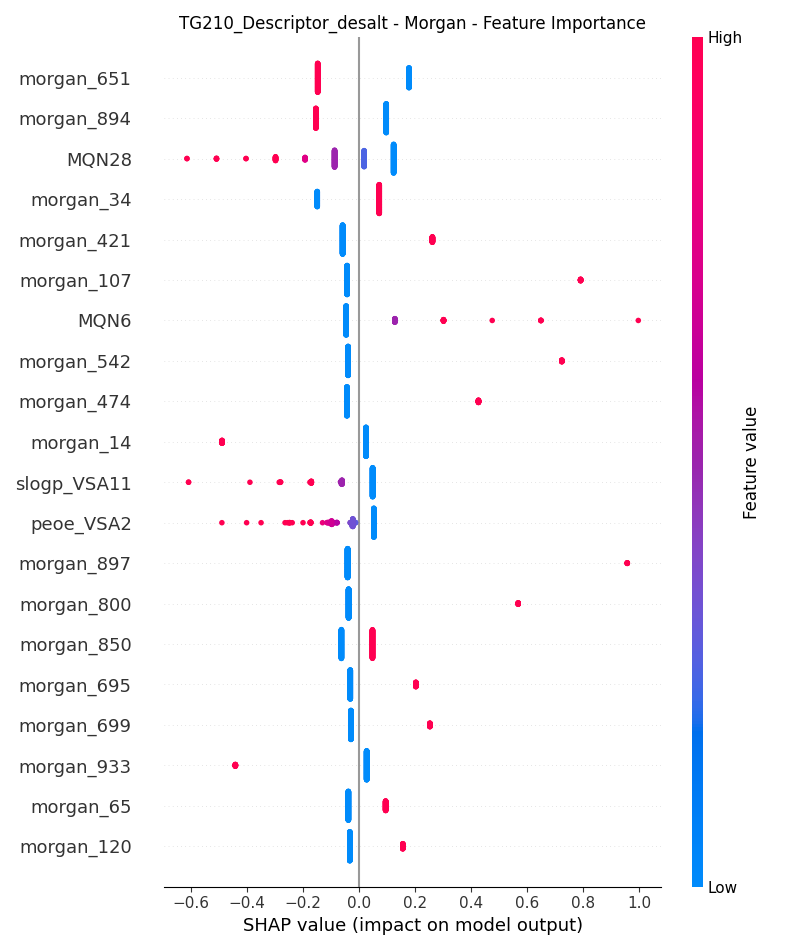 TG210_Descriptor_desalt - Morgan - Feature Importance
High
morgan_651
morgan_894
MQN28
morgan_34
morgan_421
morgan_107
MQN6
morgan_542
morgan_474
morgan_14
slogp_VSA11
peoe_VSA2
morgan_897
morgan_800
morgan_850
morgan_695
morgan_699
morgan_933
morgan_65
morgan_120
Feature value
Low
−0.6 −0.4 −0.2 0.0 0.2 0.4 0.6 0.8 1.0
SHAP value (impact on model output)